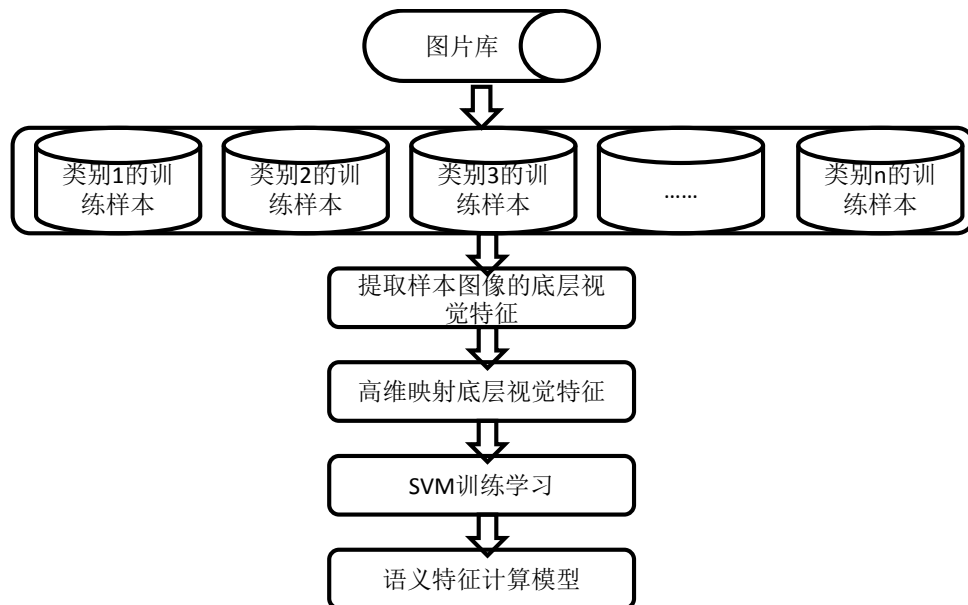 图片库
类别1的训
练样本
类别2的训
练样本
类别3的训
练样本
……
类别n的训
练样本
提取样本图像的底层视
觉特征
高维映射底层视觉特征
SVM训练学习
语义特征计算模型